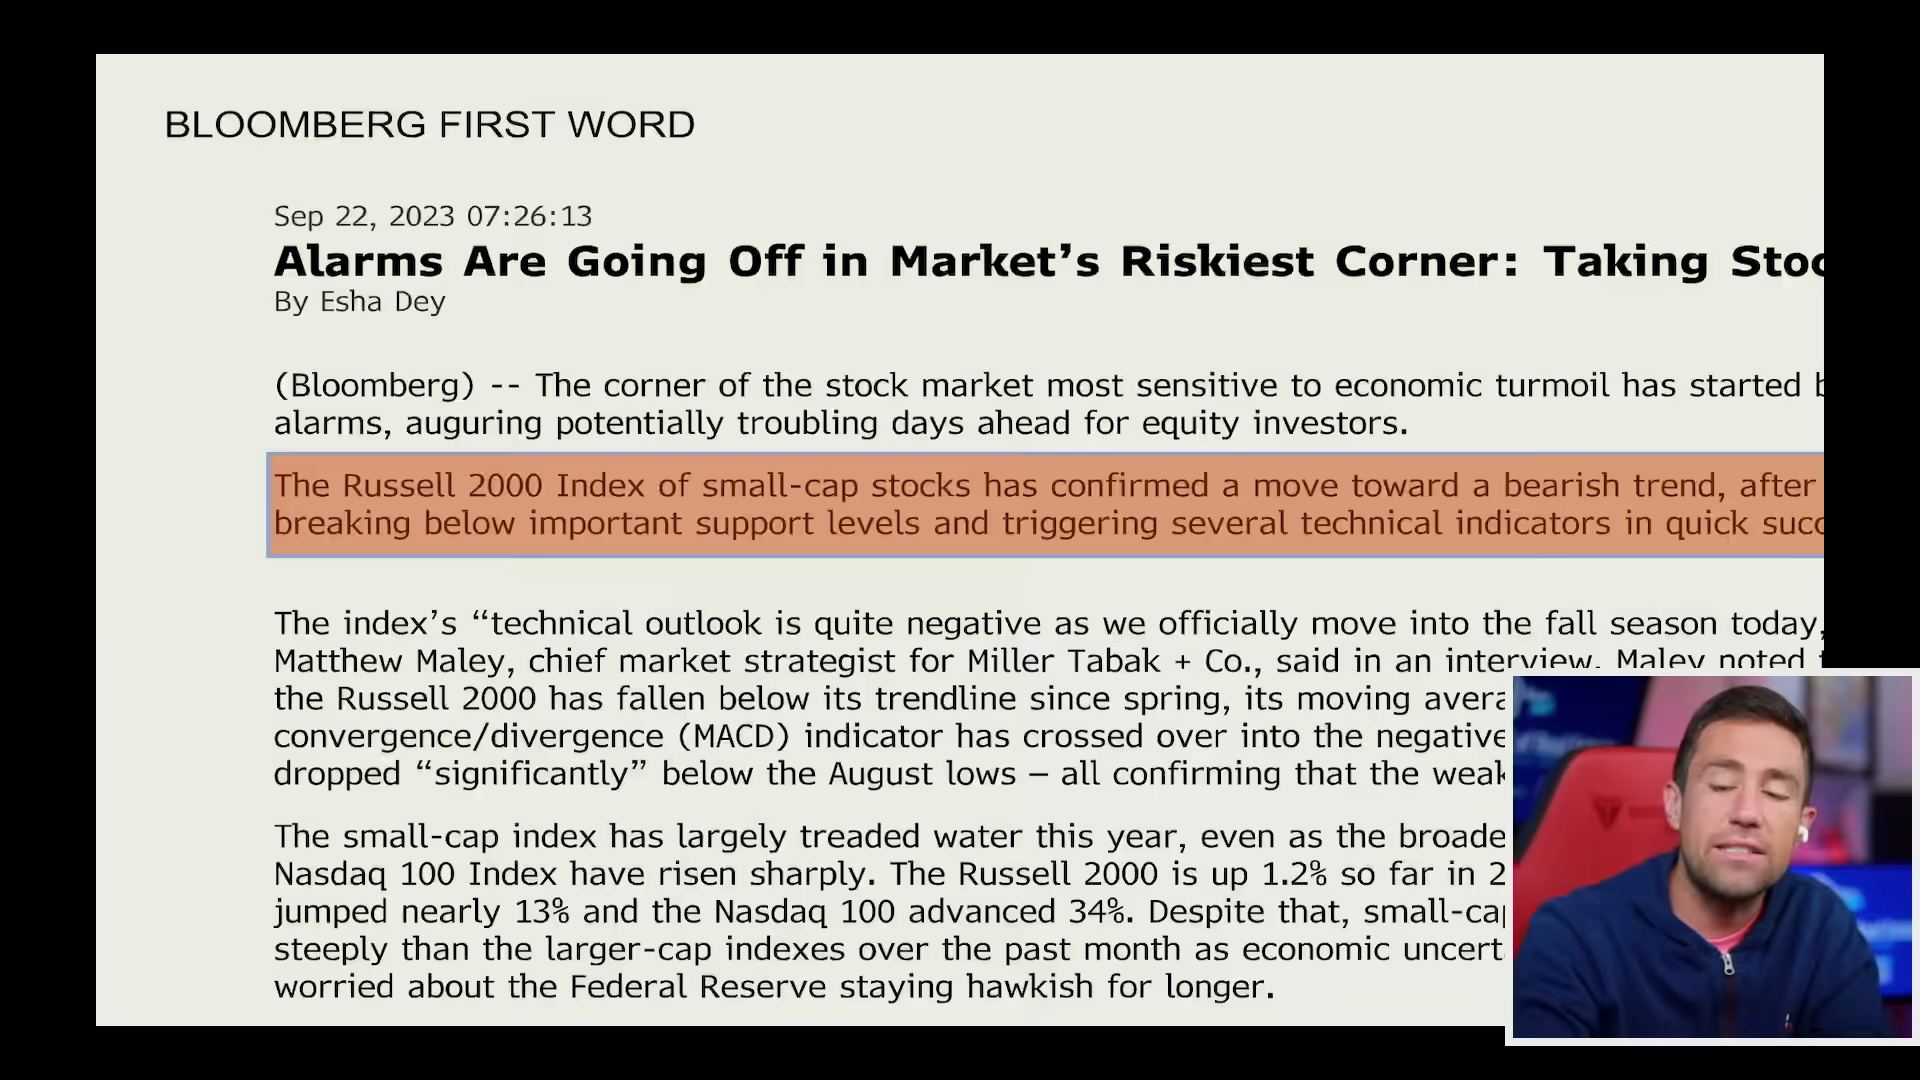 BLOOMBERG FIRST WORD
Sep 22, 2023 07:26:13
Alarms Are Going Off in Market’s Riskiest Corner: Taking
By Esha Dey
(Bloomberg) -- The corner of the stock market most sensitive to economic turmoil has started
alarms, auguring potentially troubling days ahead for equity investors.
The Russell 2000 Index of small-cap stocks has confirmed a move toward a bearish trend, after
breaking below important support levels and triggering several technical indicators in quick
The index’s “technical outlook is quite negative as we officially move into the fall season today,
Matthew Maley, chief market strategist for Miller Tabak + Co., said in an interview. Maley noted
the Russell 2000 has fallen below its trendline since spring, its moving
convergence/divergence (MACD) indicator has crossed over into the negative
dropped “significantly” below the August lows – all confirming that the
The small-cap index has largely treaded water this year, even as the
Nasdaq 100 Index have risen sharply. The Russell 2000 is up 1.2% so far in
jumped nearly 13% and the Nasdaq 100 advanced 34%. Despite that,
steeply than the larger-cap indexes over the past month as economic
worried about the Federal Reserve staying hawkish for longer.